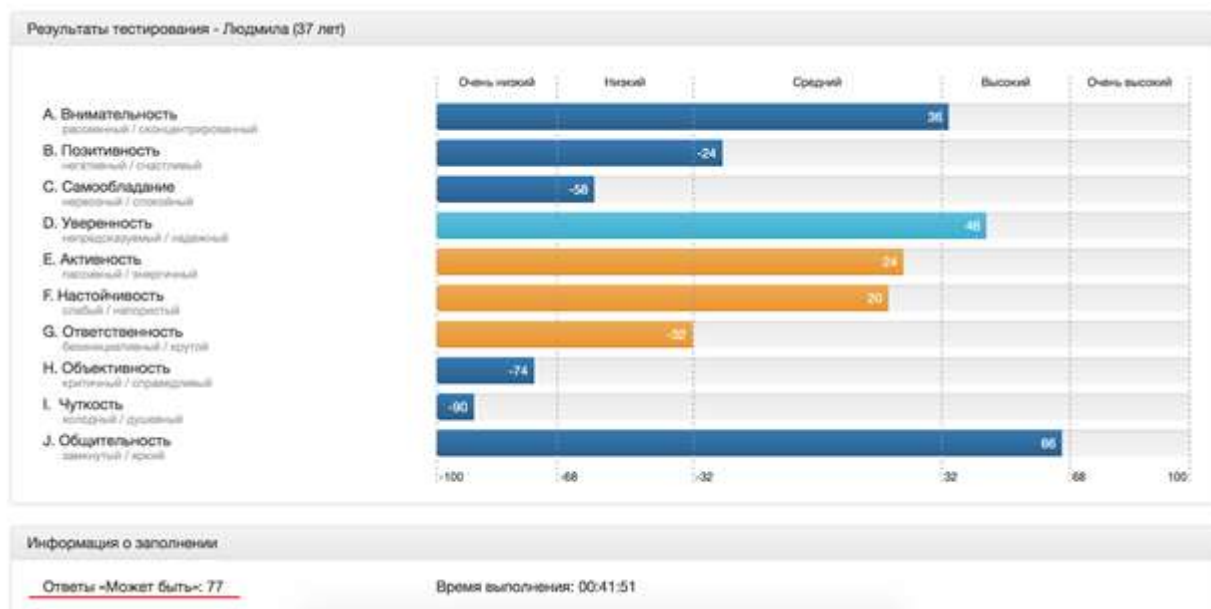 Результаты тестирования - Людмила (37 лет)
Очень низкий Низкий Средний Высокий Очень высокий
A. Внимательность 36
рассеянный / сконцентрированный
B. Позитивность -24
негативный / счастливый
C. Самообладание -58
нервозный / спокойный
D. Уверенность 46
непредсказуемый / надежный
E. Активность 24
пассивный / энергичный
F. Настойчивость 20
слабый / напористый
G. Ответственность -32
безынициативный / крутой
H. Объективность -74
критичный / справедливый
I. Чуткость -90
холодный / душевный
J. Общительность 66
замкнутый / яркий
-100 -68 -32 32 68 100
Информация о заполнении
Ответы «Может быть»: 77 Время выполнения: 00:41:51